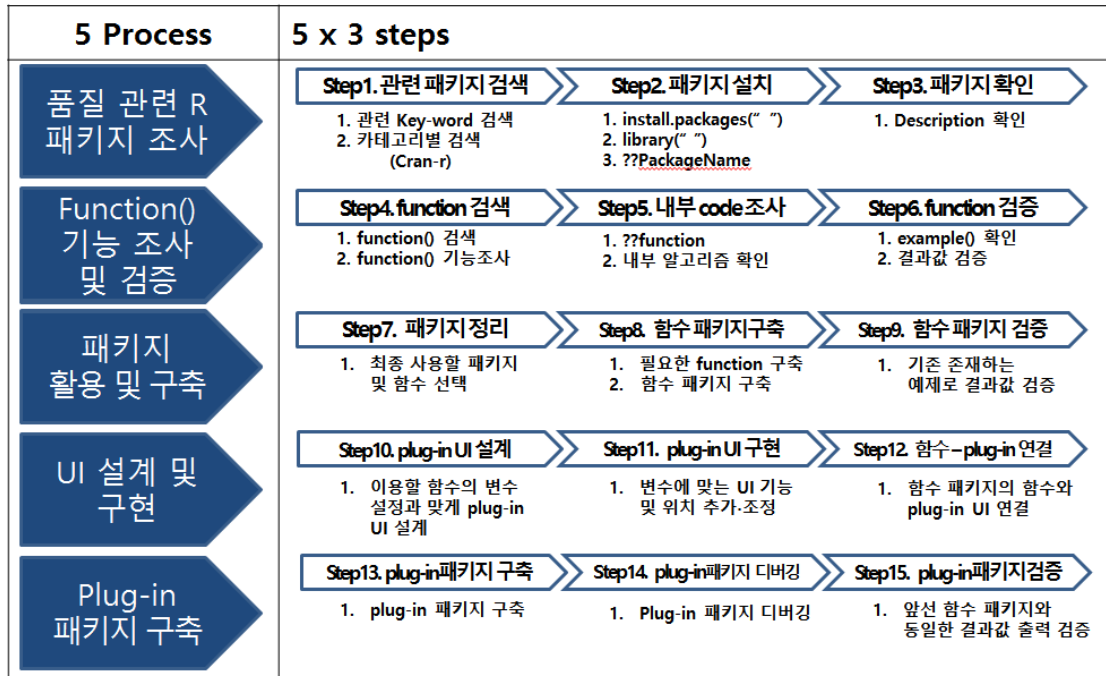 5 Process
5 x 3 steps
품질 관련 R
패키지 조사
Step1. 관련 패키지 검색
1. 관련 Key-word 검색
2. 카테고리별 검색
(Cran-r)
Step2. 패키지 설치
1. install.packages(“ ”)
2. library(“ ”)
3. ??PackageName
Step3. 패키지 확인
1. Description 확인
Function()
기능 조사
및 검증
Step4. function 검색
1. function() 검색
2. function() 기능조사
Step5. 내부 code 조사
1. ??function
2. 내부 알고리즘 확인
Step6. function 검증
1. example() 확인
2. 결과값 검증
패키지
활용 및 구축
Step7. 패키지 정리
1. 최종 사용할 패키지
및 함수 선택
Step8. 함수 패키지구축
1. 필요한 function 구축
2. 함수 패키지 구축
Step9. 함수 패키지 검증
1. 기존 존재하는
예제로 결과값 검증
UI 설계 및
구현
Step10. plug-in UI 설계
1. 이용할 함수의 변수
설정과 맞게 plug-in
UI 설계
Step11. plug-in UI 구현
1. 변수에 맞는 UI 기능
및 위치 추가·조정
Step12. 함수 – plug-in 연결
1. 함수 패키지의 함수와
plug-in UI 연결
Plug-in
패키지 구축
Step13. plug-in패키지 구축
1. plug-in 패키지 구축
Step14. plug-in패키지 디버깅
1. Plug-in 패키지 디버깅
Step15. plug-in패키지검증
1. 앞선 함수 패키지와
동일한 결과값 출력 검증